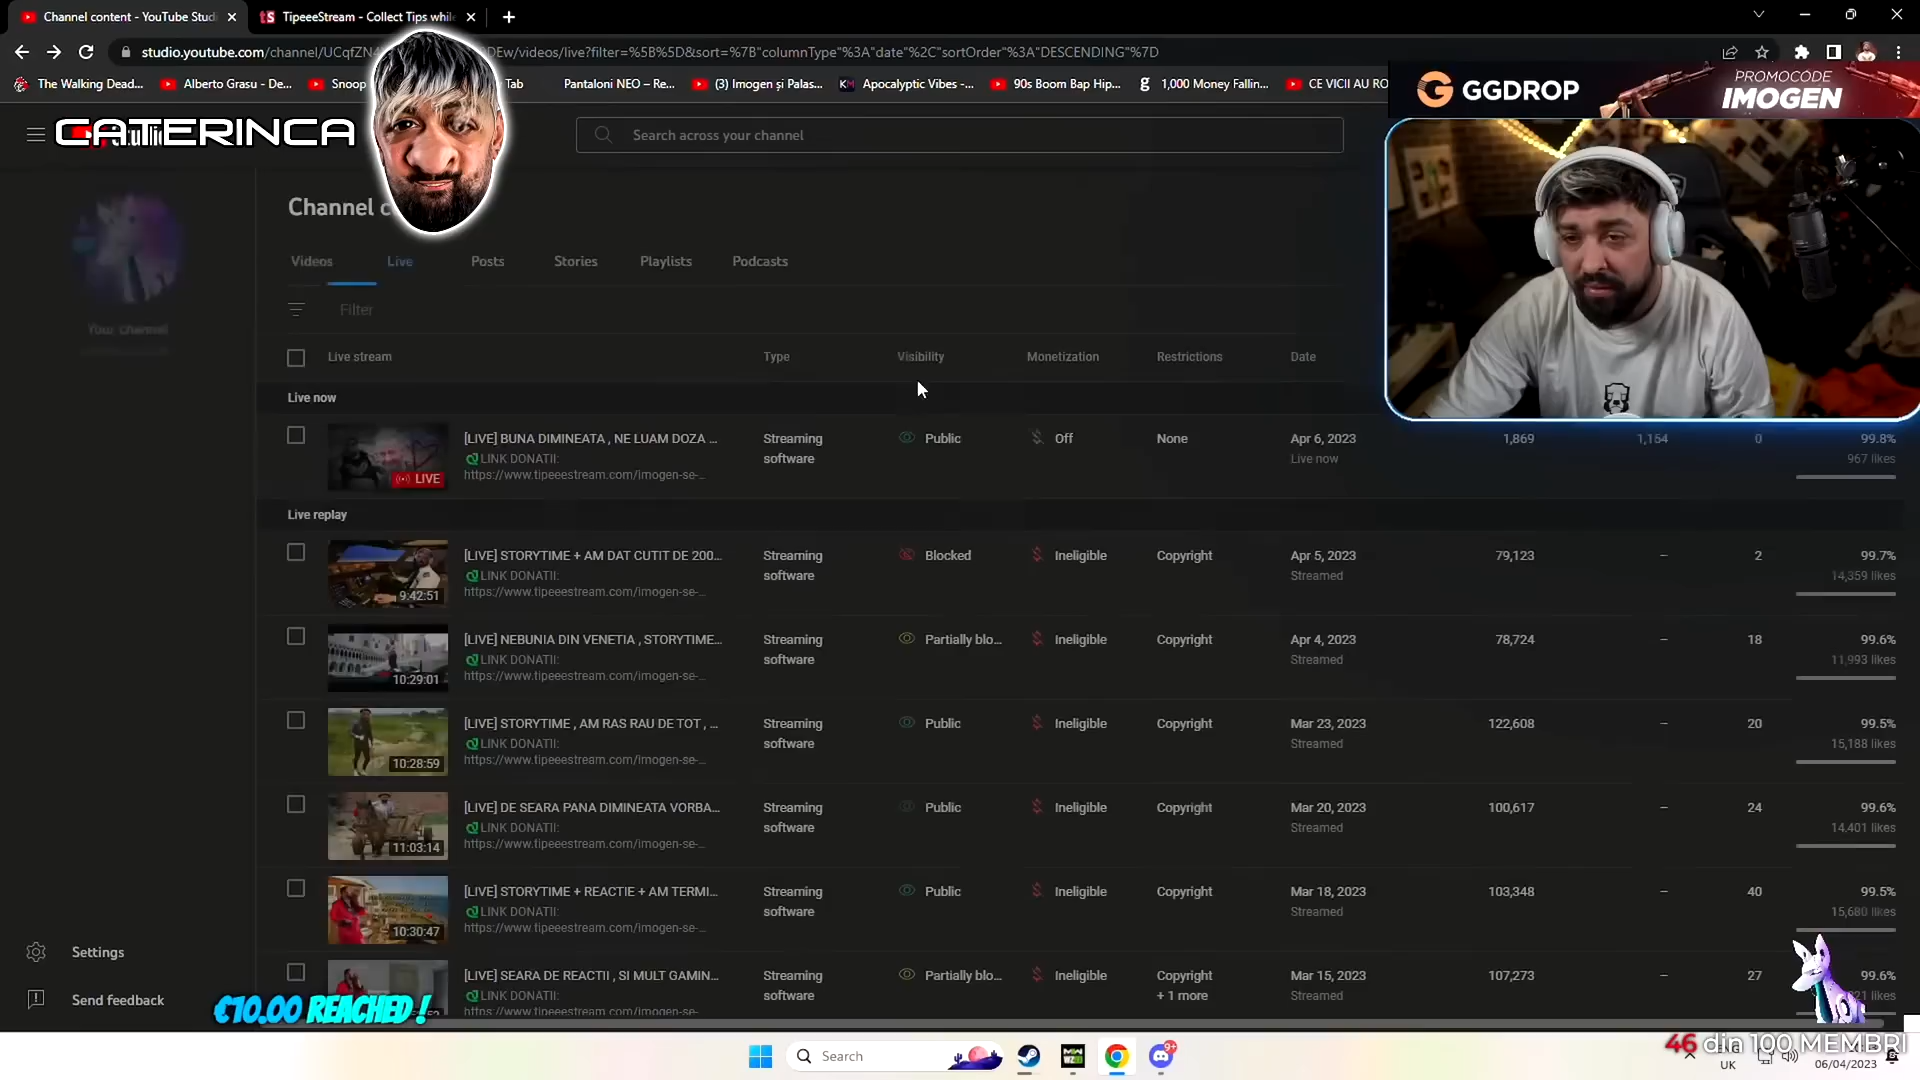 Channel content - YouTube Studi
TipeeeStream - Collect Tips while
studio.youtube.com/channel/UCqfZN4
DEw/videos/live?filter=%5B%5D&sort=%7B"columnType"%3A"date"%2C"sortOrder"%3A"DESCENDING"%7D
The Walking Dead...
Alberto Grasu - De...
Snoop
Tab
Pantaloni NEO – Re...
(3) Imogen și Palas...
Apocalyptic Vibes -...
90s Boom Bap Hip...
1,000 Money Fallin...
CE VICII AU RO
GGDROP
PROMOCODE
IMOGEN
CATERINCA
Search across your channel
Channel c
Videos
Live
Posts
Stories
Playlists
Podcasts
Your channel
Filter
Live stream
Type
Visibility
Monetization
Restrictions
Date
Live now
[LIVE] BUNA DIMINEATA , NE LUAM DOZA ...
LINK DONATII:
https://www.tipeeestream.com/imogen-se-...
LIVE
Streaming software
Public
Off
None
Apr 6, 2023
Live now
1,869
1,154
0
99.8%
967 likes
Live replay
[LIVE] STORYTIME + AM DAT CUTIT DE 200...
LINK DONATII:
https://www.tipeeestream.com/imogen-se-...
9:42:51
Streaming software
Blocked
Ineligible
Copyright
Apr 5, 2023
Streamed
79,123
–
2
99.7%
14,359 likes
[LIVE] NEBUNIA DIN VENETIA , STORYTIME...
LINK DONATII:
https://www.tipeeestream.com/imogen-se-...
10:29:01
Streaming software
Partially blo...
Ineligible
Copyright
Apr 4, 2023
Streamed
78,724
–
18
99.6%
11,993 likes
[LIVE] STORYTIME , AM RAS RAU DE TOT , ...
LINK DONATII:
https://www.tipeeestream.com/imogen-se-...
10:28:59
Streaming software
Public
Ineligible
Copyright
Mar 23, 2023
Streamed
122,608
–
20
99.5%
15,188 likes
[LIVE] DE SEARA PANA DIMINEATA VORBA...
LINK DONATII:
https://www.tipeeestream.com/imogen-se-...
11:03:14
Streaming software
Public
Ineligible
Copyright
Mar 20, 2023
Streamed
100,617
–
24
99.6%
14,401 likes
[LIVE] STORYTIME + REACTIE + AM TERMI...
LINK DONATII:
https://www.tipeeestream.com/imogen-se-...
10:30:47
Streaming software
Public
Ineligible
Copyright
Mar 18, 2023
Streamed
103,348
–
40
99.5%
15,680 likes
[LIVE] SEARA DE REACTII , SI MULT GAMIN...
LINK DONATII:
https://www.tipeeestream.com/imogen-se-...
Streaming software
Partially blo...
Ineligible
Copyright
+ 1 more
Mar 15, 2023
Streamed
107,273
–
27
99.6%
likes
Settings
Send feedback
€10.00 REACHED !
46 din 100 MEMBRI
Search
9+
UK
06/04/2023